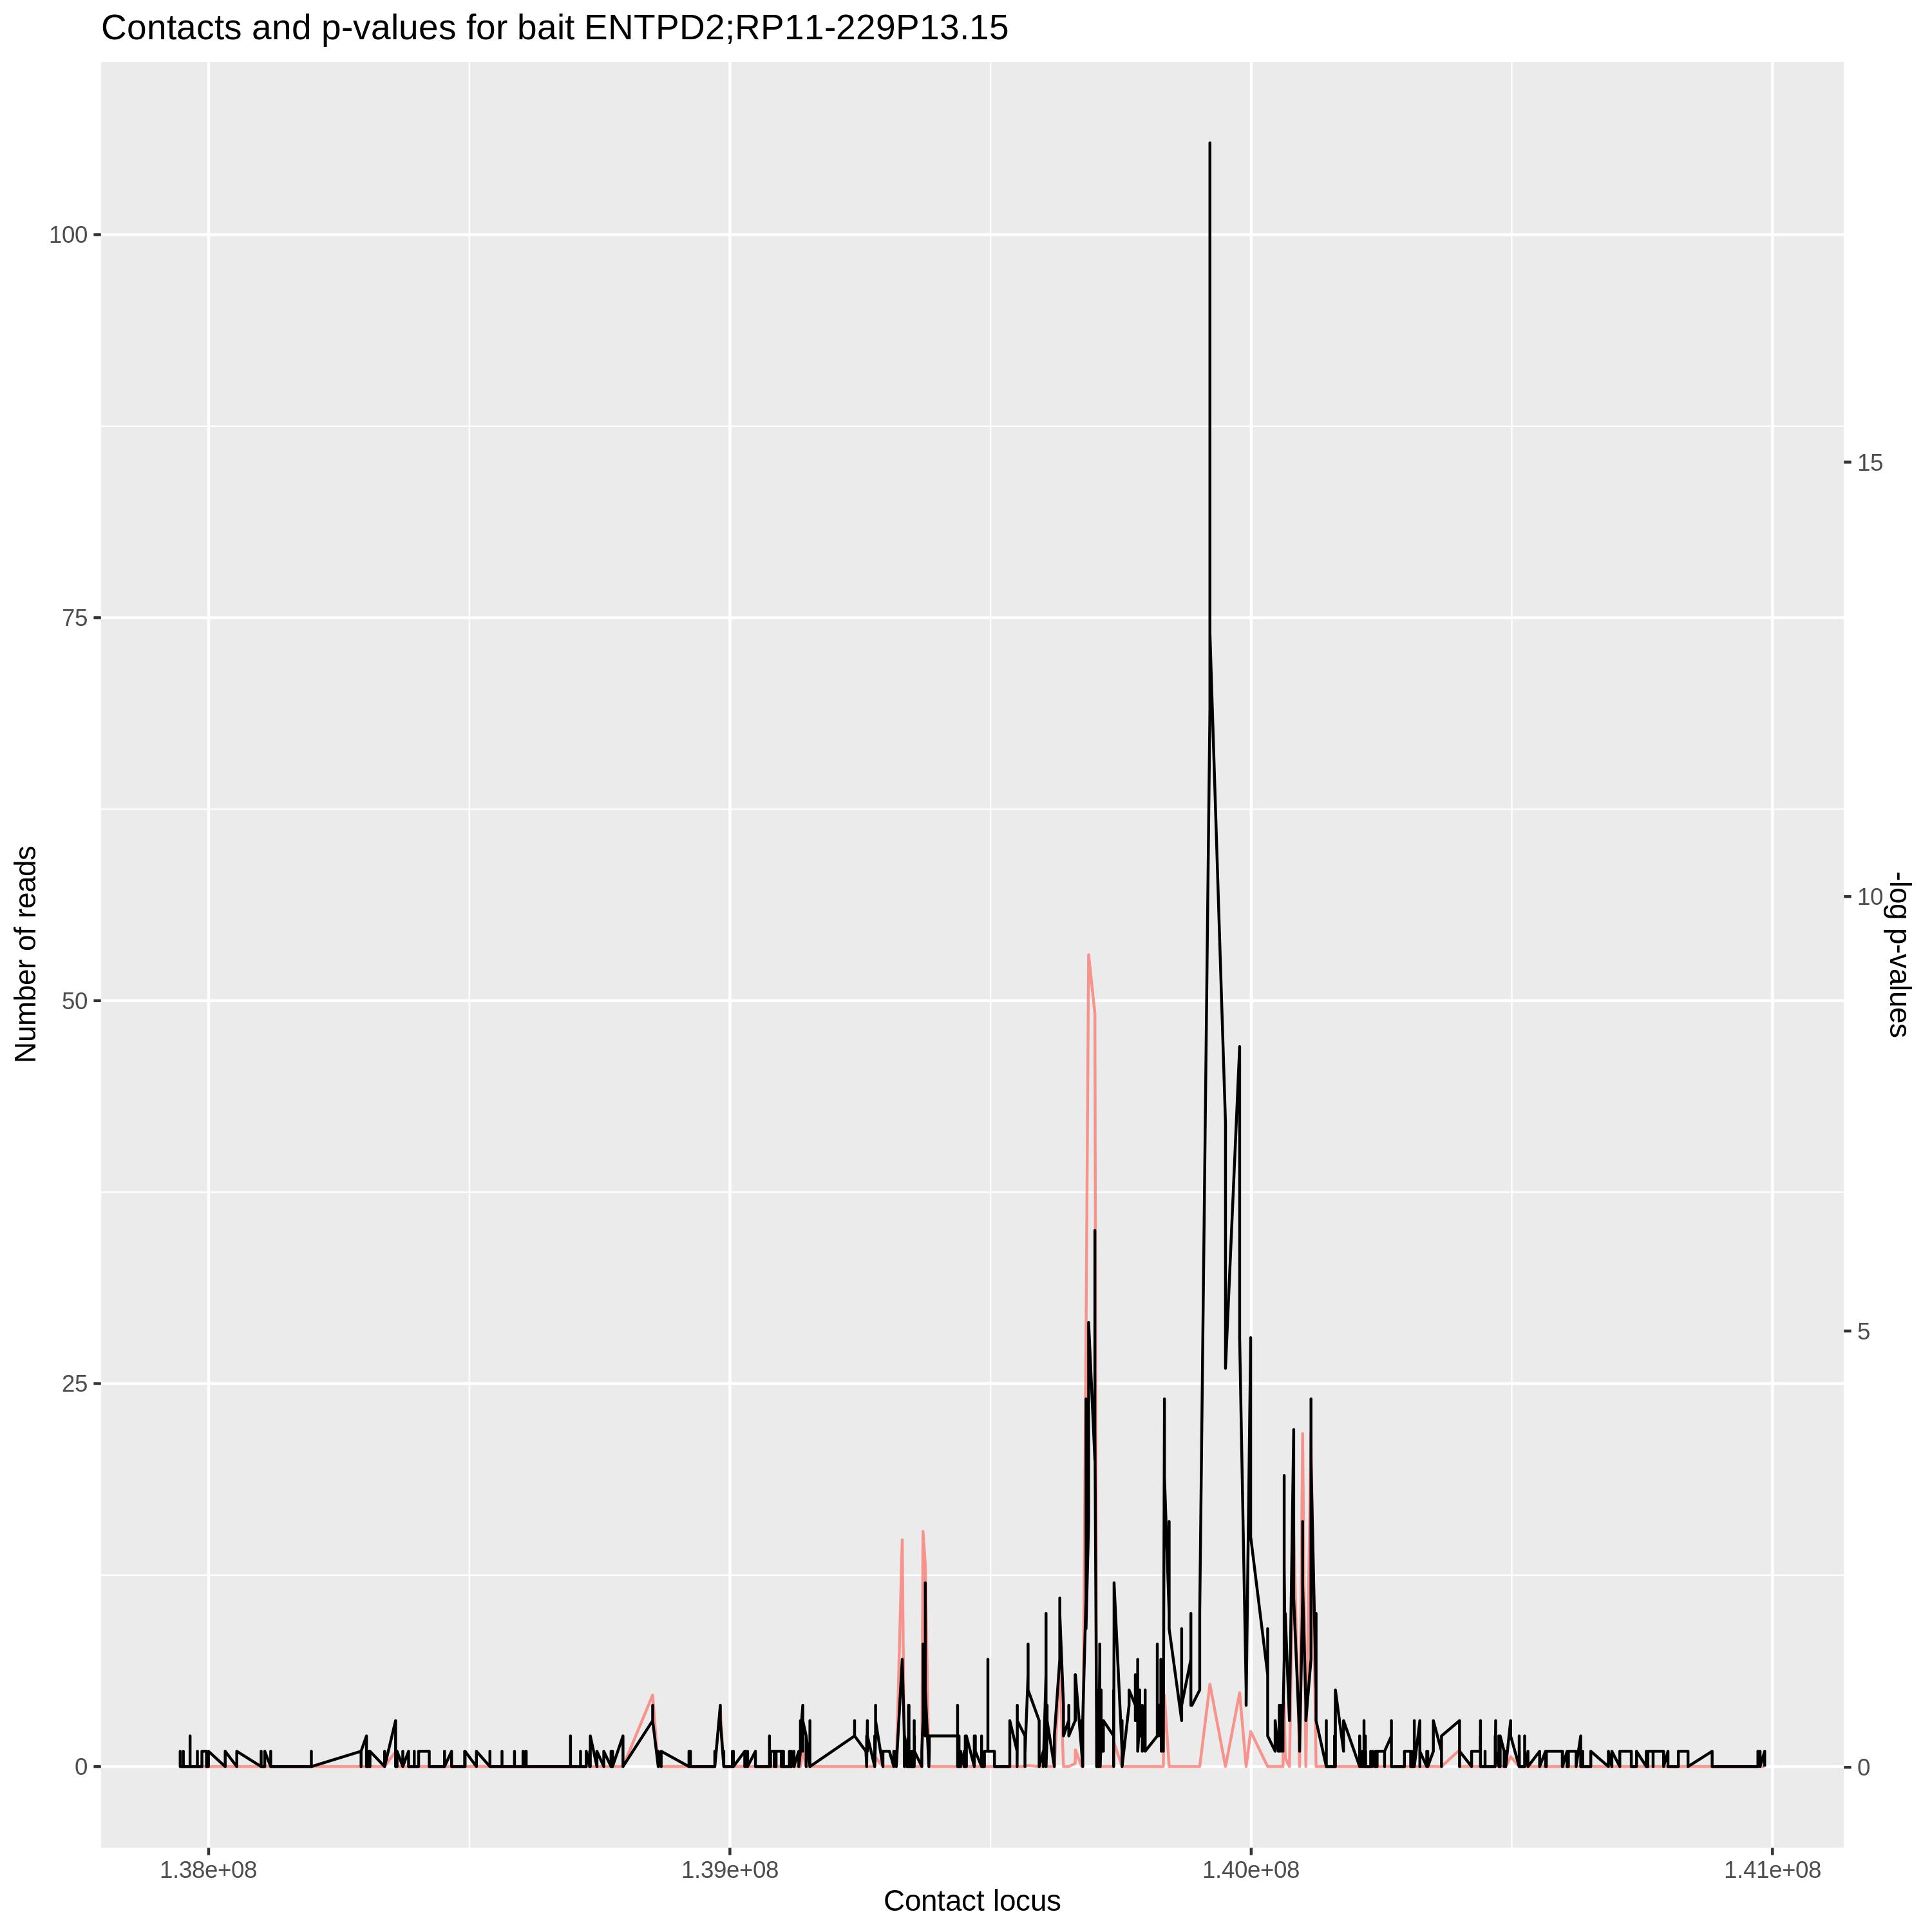 Contacts and p-values for bait ENTPD2;RP11-229P13.15
100
75
50
25
0
Number of reads
15
10
5
0
-log p-values
1.38e+08
1.39e+08
1.40e+08
1.41e+08
Contact locus